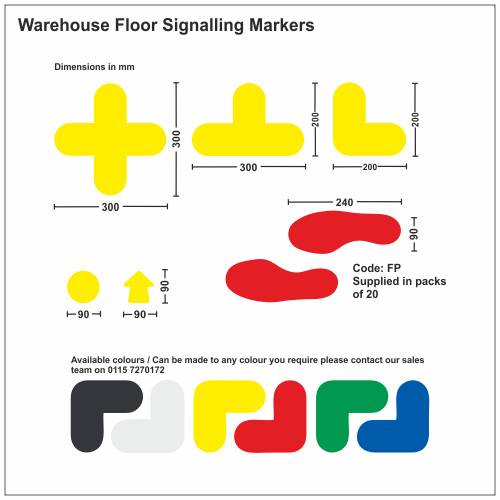 Warehouse Floor Signalling Markers
Dimensions in mm
300
300
300
200
200
200
240
90
90
90
90
Code: FP
Supplied in packs
of 20
Available colours / Can be made to any colour you require please contact our sales
team on 0115 7270172